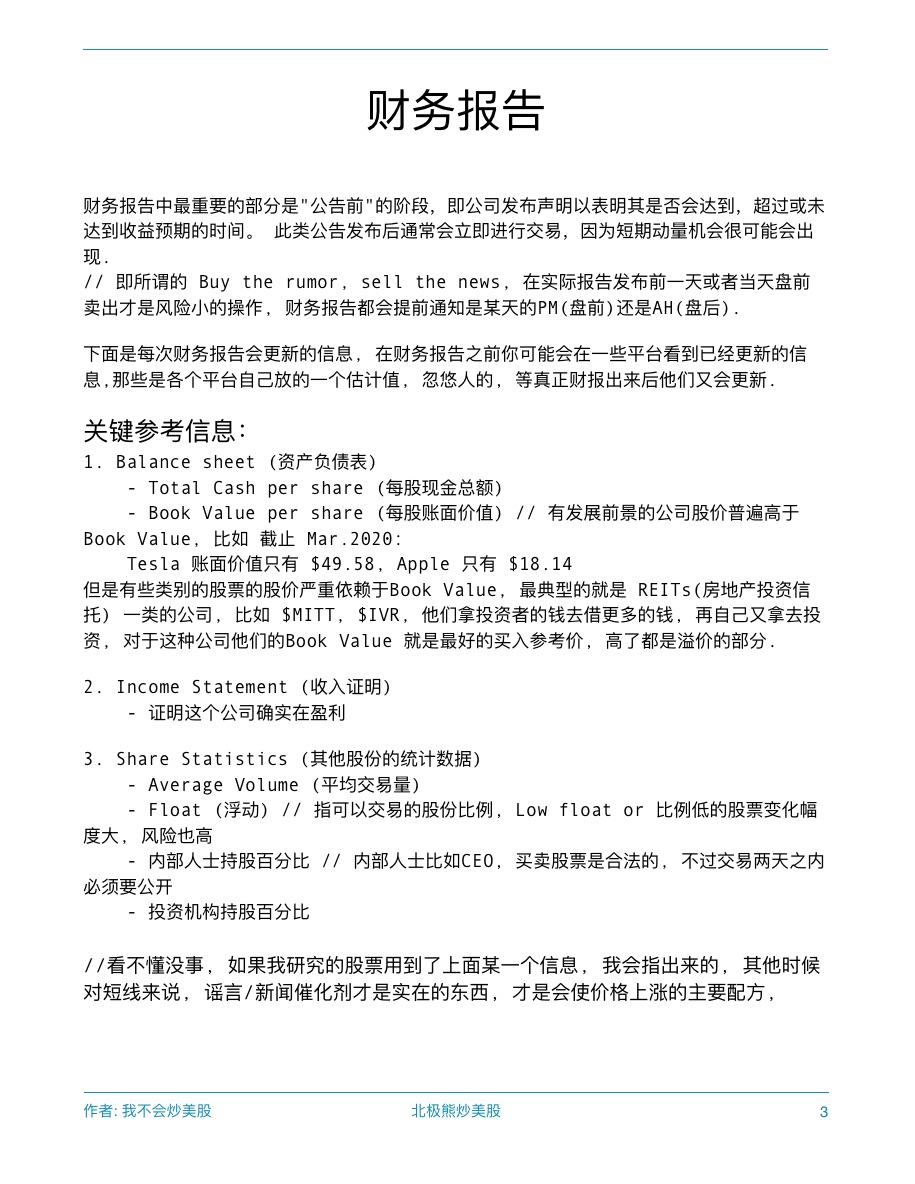 财务报告
财务报告中最重要的部分是"公告前"的阶段，即公司发布声明以表明其是否会达到，超过或未
达到收益预期的时间。 此类公告发布后通常会立即进行交易，因为短期动量机会很可能会出
现.
// 即所谓的 Buy the rumor, sell the news, 在实际报告发布前一天或者当天盘前
卖出才是风险小的操作, 财务报告都会提前通知是某天的PM(盘前)还是AH(盘后).
下面是每次财务报告会更新的信息, 在财务报告之前你可能会在一些平台看到已经更新的信
息,那些是各个平台自己放的一个估计值, 忽悠人的, 等真正财报出来后他们又会更新.
关键参考信息:
1. Balance sheet (资产负债表)
- Total Cash per share (每股现金总额)
- Book Value per share (每股账面价值) // 有发展前景的公司股价普遍高于
Book Value, 比如 截止 Mar.2020:
Tesla 账面价值只有 $49.58, Apple 只有 $18.14
但是有些类别的股票的股价严重依赖于Book Value, 最典型的就是 REITs(房地产投资信
托) 一类的公司, 比如 $MITT, $IVR, 他们拿投资者的钱去借更多的钱, 再自己又拿去投
资, 对于这种公司他们的Book Value 就是最好的买入参考价, 高了都是溢价的部分.
2. Income Statement (收入证明)
- 证明这个公司确实在盈利
3. Share Statistics (其他股份的统计数据)
- Average Volume (平均交易量)
- Float (浮动) // 指可以交易的股份比例, Low float or 比例低的股票变化幅
度大, 风险也高
- 内部人士持股百分比 // 内部人士比如CEO, 买卖股票是合法的, 不过交易两天之内
必须要公开
- 投资机构持股百分比
//看不懂没事, 如果我研究的股票用到了上面某一个信息, 我会指出来的, 其他时候
对短线来说, 谣言/新闻催化剂才是实在的东西, 才是会使价格上涨的主要配方,
作者: 我不会炒美股 北极熊炒美股 3